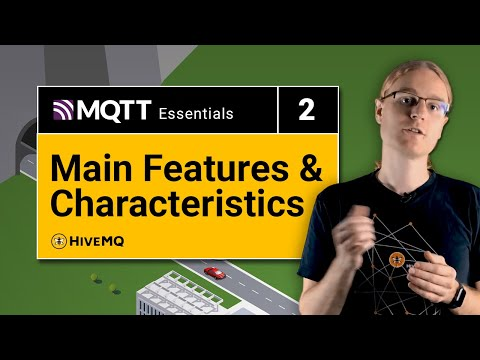 MQTT Essentials 2
Main Features &
Characteristics
HIVEMQ